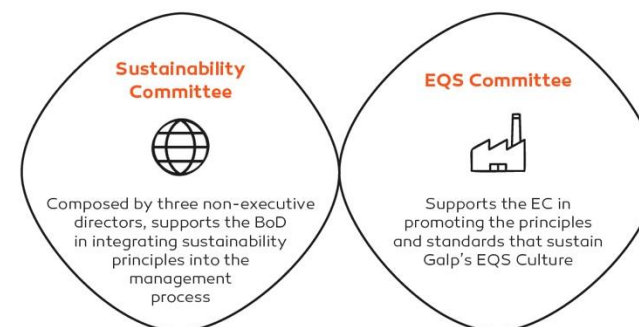 Sustainability
Committee
Composed by three non-executive
directors, supports the BoD
in integrating sustainability
principles into the
management
process
EQS Committee
Supports the EC in
promoting the principles
and standards that sustain
Galp's EQS Culture